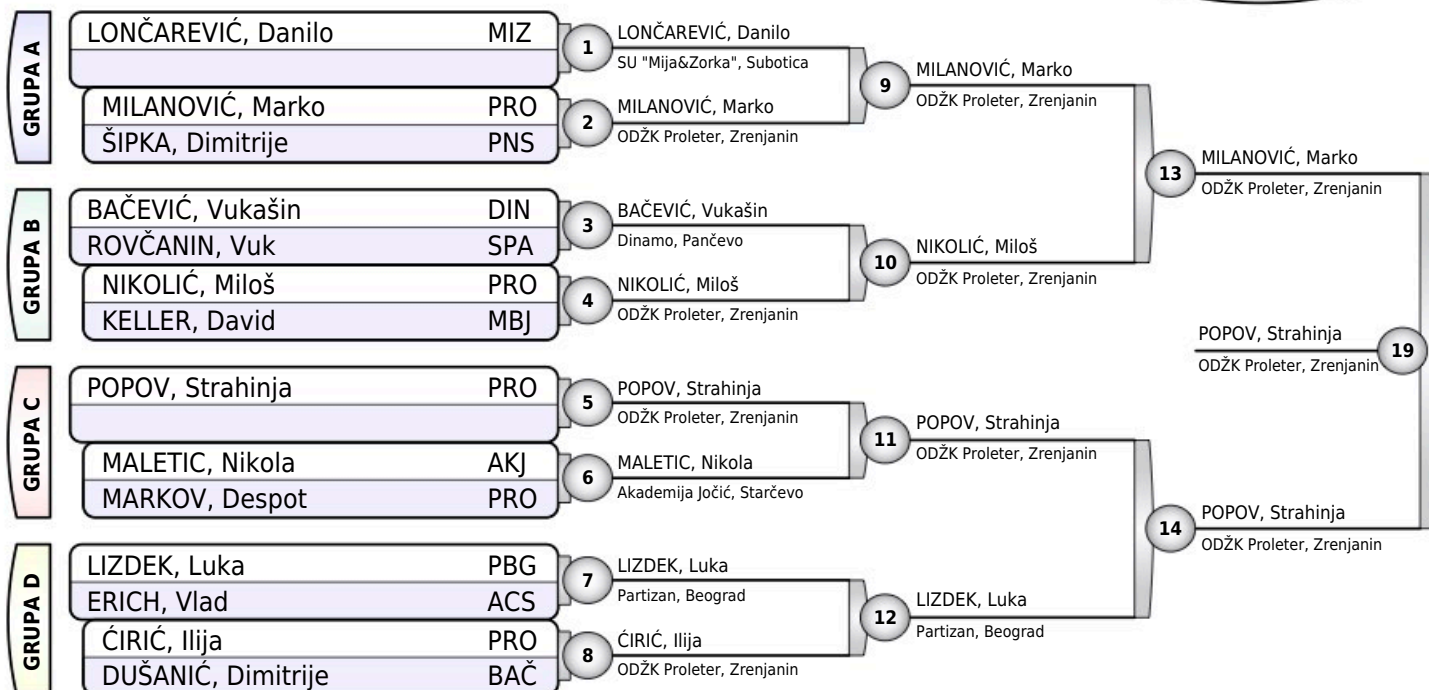 GRUPA A
LONČAREVIĆ, Danilo MIZ
MILANOVIĆ, Marko PRO
ŠIPKA, Dimitrije PNS
GRUPA B
BAČEVIĆ, Vukašin DIN
ROVČANIN, Vuk SPA
NIKOLIĆ, Miloš PRO
KELLER, David MBJ
GRUPA C
POPOV, Strahinja PRO
MALETIC, Nikola AKJ
MARKOV, Despot PRO
GRUPA D
LIZDEK, Luka PBG
ERICH, Vlad ACS
ĆIRIĆ, Ilija PRO
DUŠANIĆ, Dimitrije BAČ
1
LONČAREVIĆ, Danilo
SU "Mija&Zorka", Subotica
2
MILANOVIĆ, Marko
ODŽK Proleter, Zrenjanin
3
BAČEVIĆ, Vukašin
Dinamo, Pančevo
4
NIKOLIĆ, Miloš
ODŽK Proleter, Zrenjanin
5
POPOV, Strahinja
ODŽK Proleter, Zrenjanin
6
MALETIC, Nikola
Akademija Jočić, Starčevo
7
LIZDEK, Luka
Partizan, Beograd
8
ĆIRIĆ, Ilija
ODŽK Proleter, Zrenjanin
9
MILANOVIĆ, Marko
ODŽK Proleter, Zrenjanin
10
NIKOLIĆ, Miloš
ODŽK Proleter, Zrenjanin
11
POPOV, Strahinja
ODŽK Proleter, Zrenjanin
12
LIZDEK, Luka
Partizan, Beograd
13
MILANOVIĆ, Marko
ODŽK Proleter, Zrenjanin
14
POPOV, Strahinja
ODŽK Proleter, Zrenjanin
POPOV, Strahinja
ODŽK Proleter, Zrenjanin
19